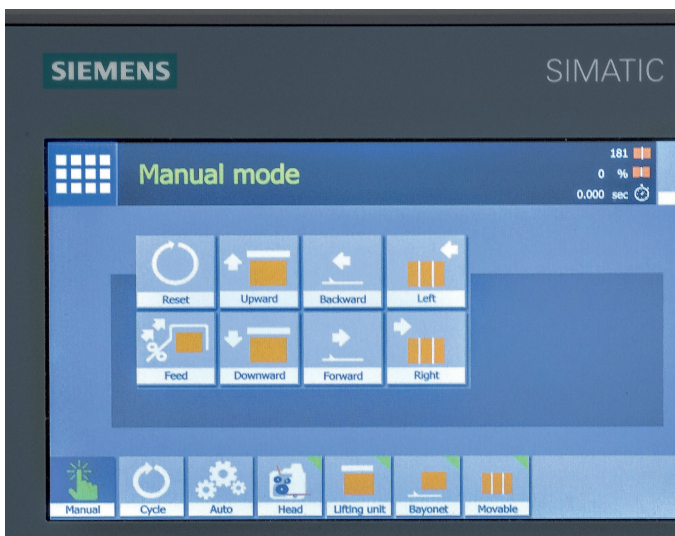 SIEMENS
SIMATIC
Manual mode
181
0 %
0.000 sec
Reset
Upward
Backward
Left
Feed
Downward
Forward
Right
Manual
Cycle
Auto
Head
Lifting unit
Bayonet
Movable